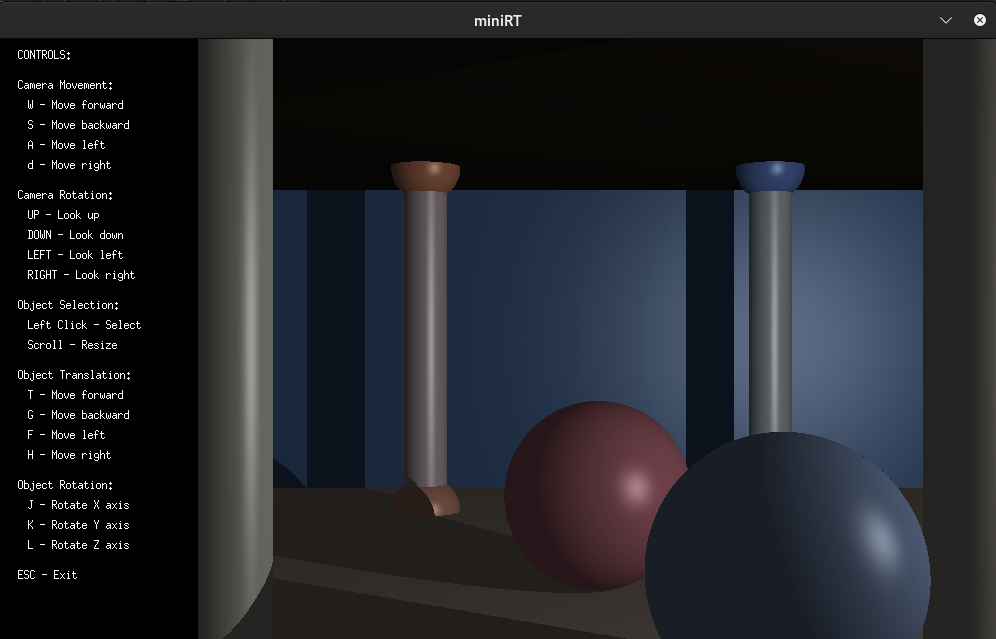 miniRT
CONTROLS:
Camera Movement:
W - Move forward
S - Move backward
A - Move left
d - Move right
Camera Rotation:
UP - Look up
DOWN - Look down
LEFT - Look left
RIGHT - Look right
Object Selection:
Left Click - Select
Scroll - Resize
Object Translation:
T - Move forward
G - Move backward
F - Move left
H - Move right
Object Rotation:
J - Rotate X axis
K - Rotate Y axis
L - Rotate Z axis
ESC - Exit